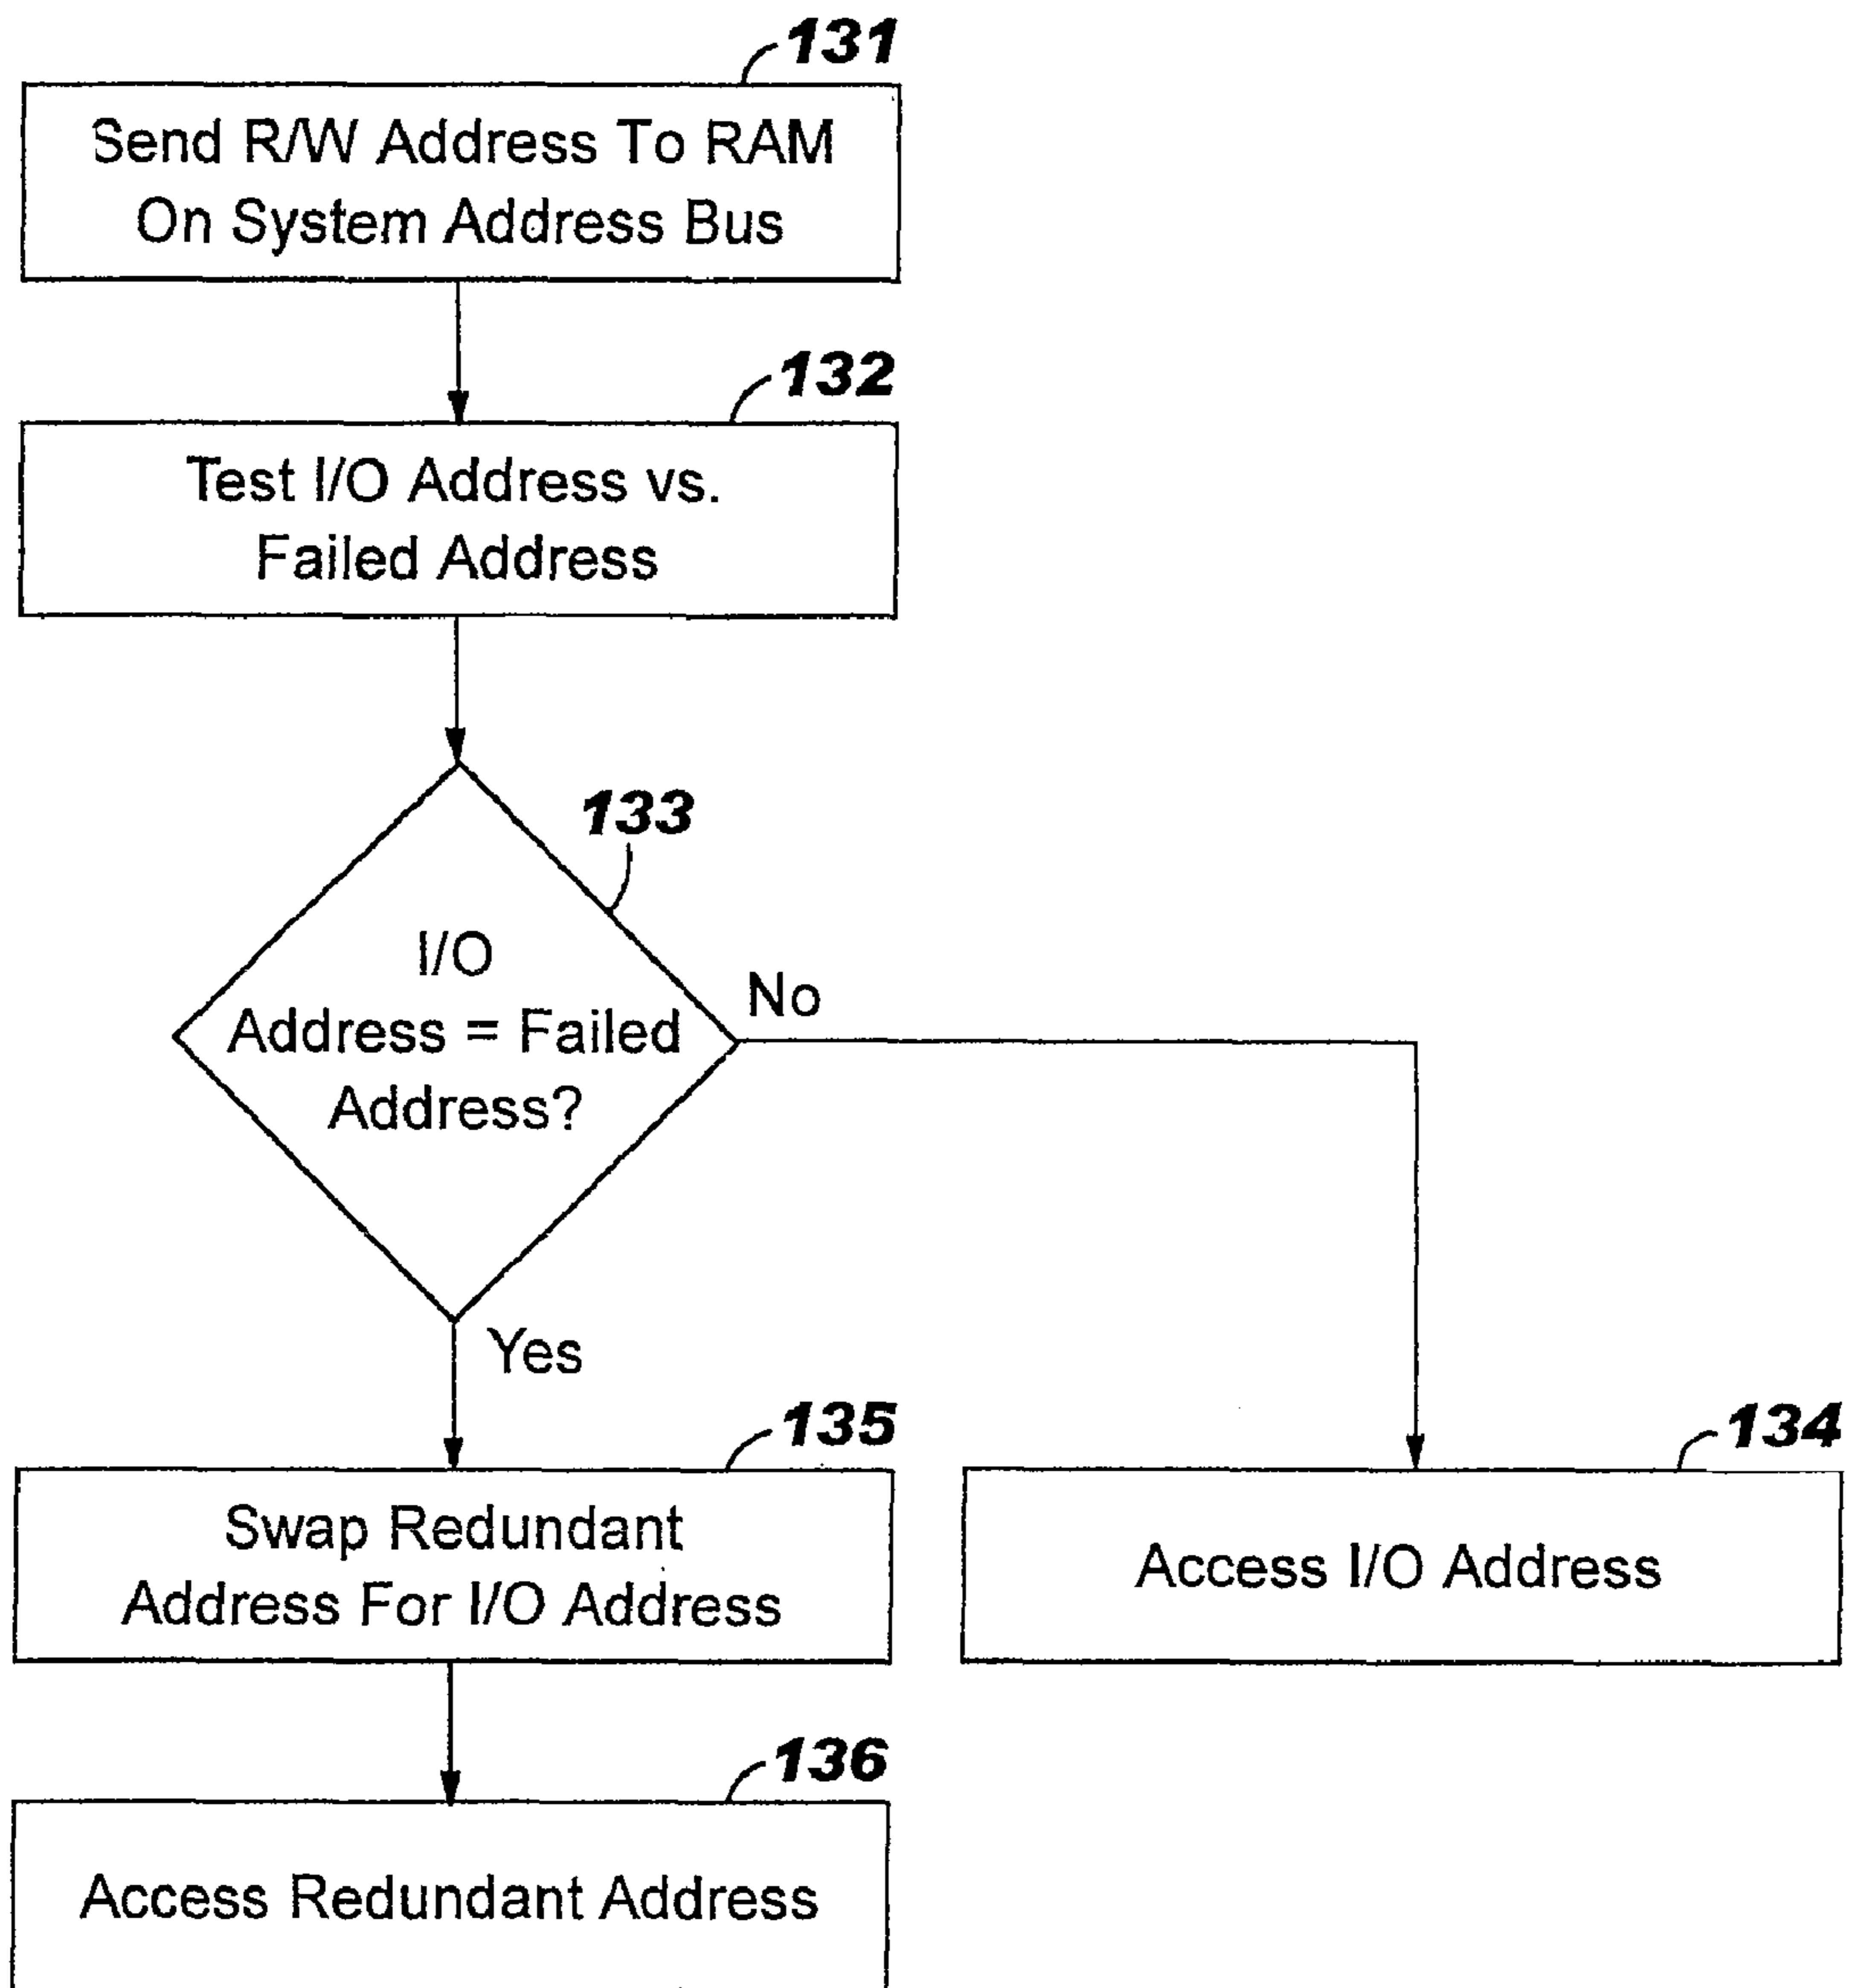 131
Send R/W Address To RAM
On System Address Bus
132
Test I/O Address vs.
Failed Address
133
I/O
Address = Failed
Address?
No
Yes
135
Swap Redundant
Address For I/O Address
134
Access I/O Address
136
Access Redundant Address